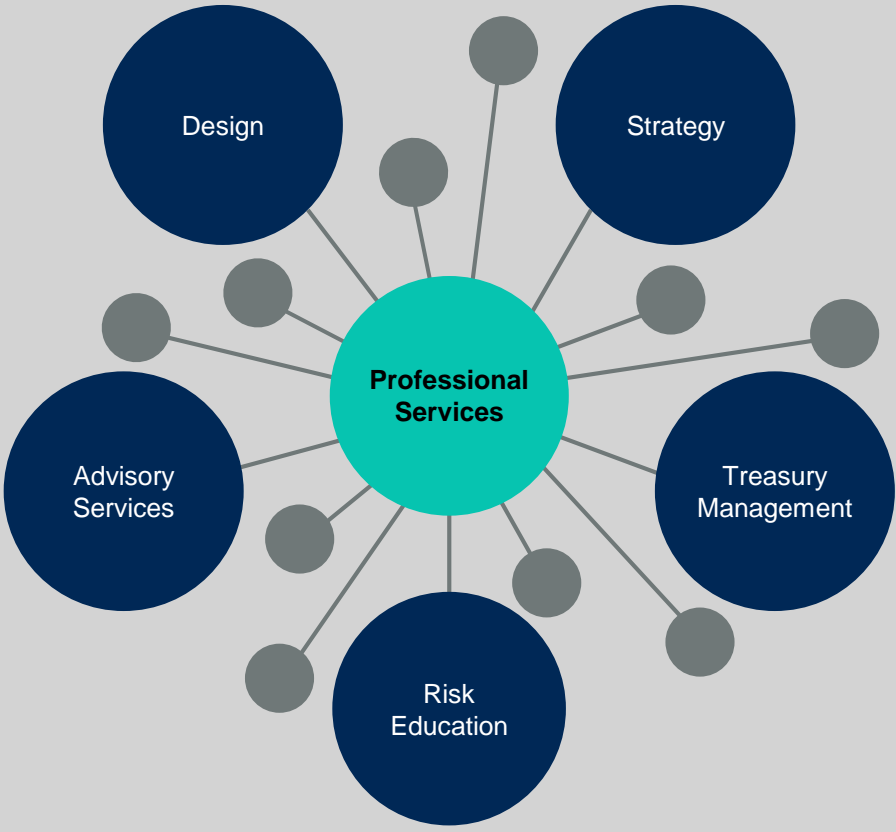 Design
Strategy
Professional
Services
Advisory
Services
Treasury
Management
Risk
Education